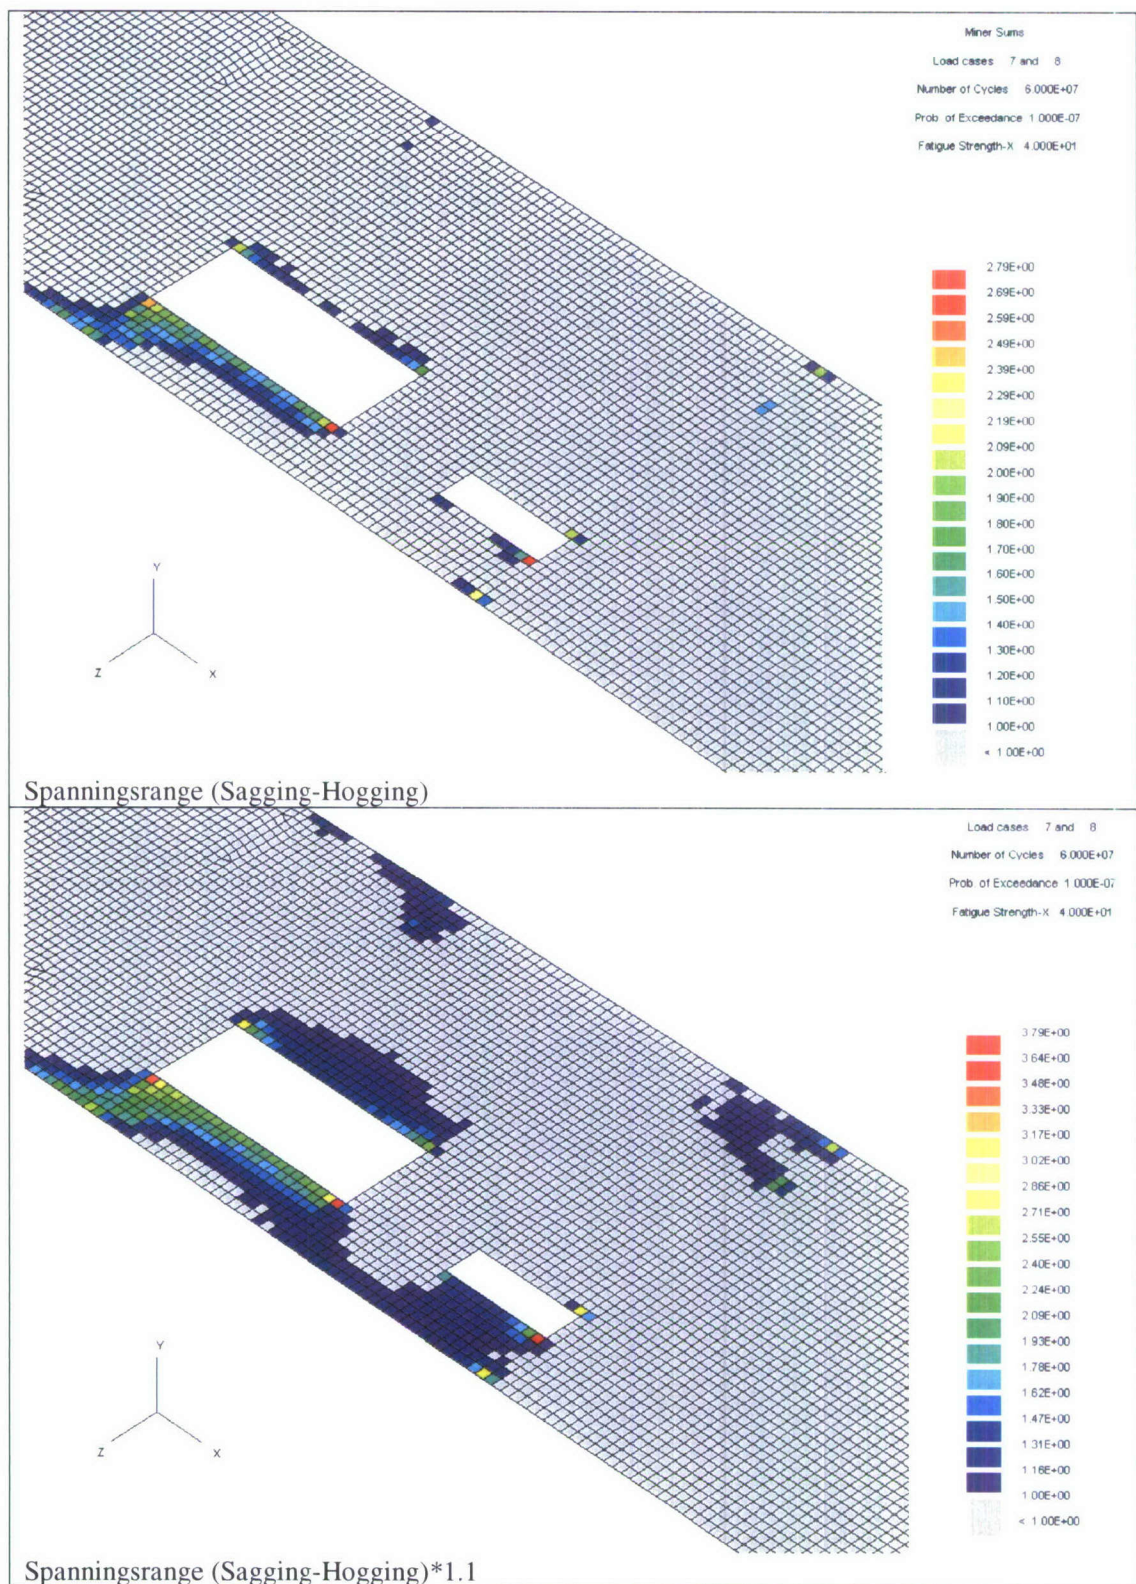 Miner Sums
Load cases 7 and 8
Number of Cycles 6.000E+07
Prob. of Exceedance 1.000E-07
Fatigue Strength-X 4.000E+01
2.79E+00
2.69E+00
2.59E+00
2.49E+00
2.39E+00
2.29E+00
2.19E+00
2.09E+00
2.00E+00
1.90E+00
1.80E+00
1.70E+00
1.60E+00
1.50E+00
1.40E+00
1.30E+00
1.20E+00
1.10E+00
1.00E+00
< 1.00E+00
Y
Z
X
Spanningsrange (Sagging-Hogging)
Load cases 7 and 8
Number of Cycles 6.000E+07
Prob. of Exceedance 1.000E-07
Fatigue Strength-X 4.000E+01
3.79E+00
3.64E+00
3.48E+00
3.33E+00
3.17E+00
3.02E+00
2.86E+00
2.71E+00
2.55E+00
2.40E+00
2.24E+00
2.09E+00
1.93E+00
1.78E+00
1.62E+00
1.47E+00
1.31E+00
1.16E+00
1.00E+00
< 1.00E+00
Y
Z
X
Spanningsrange (Sagging-Hogging)*1.1